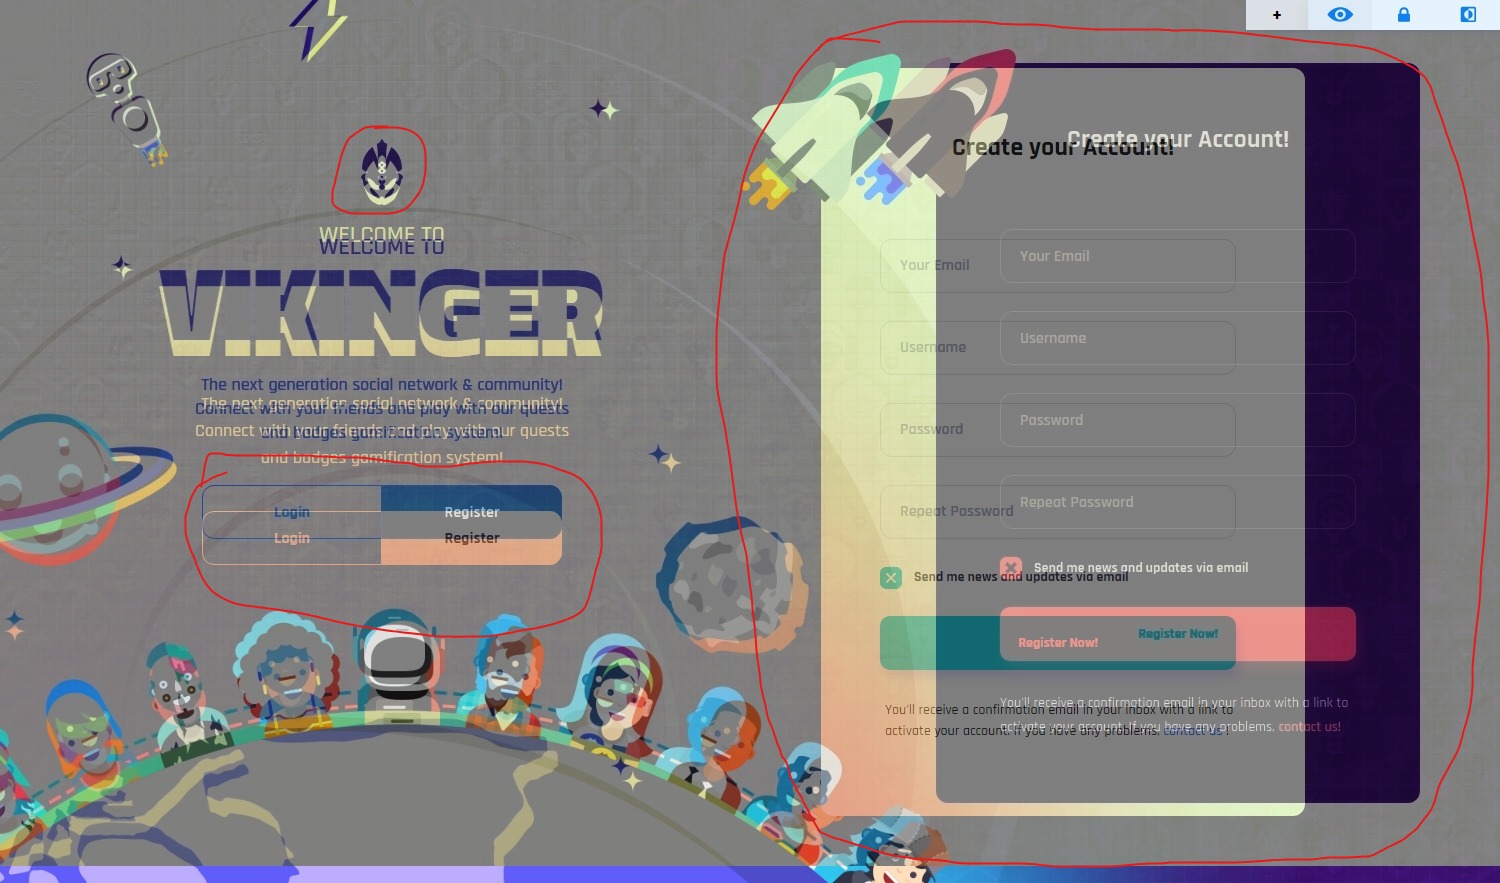 +
WELCOME TO
WELCOME TO
VIKINGER
The next generation social network & community!
The next generation social network & community!
Connect with your friends and play with our quests
Connect with your friends and play with our quests
and badges gamification system!
and badges gamification system!
Login
Register
Login
Register
Create your Account!
Create your Account!
Your Email
Your Email
Username
Username
Password
Password
Repeat Password
Repeat Password
Send me news and updates via email
Send me news and updates via email
Register Now!
Register Now!
You'll receive a confirmation email in your inbox with a link to
You'll receive a confirmation email in your inbox with a link to
activate your account. If you have any problems, contact us!
activate your account. If you have any problems, contact us!